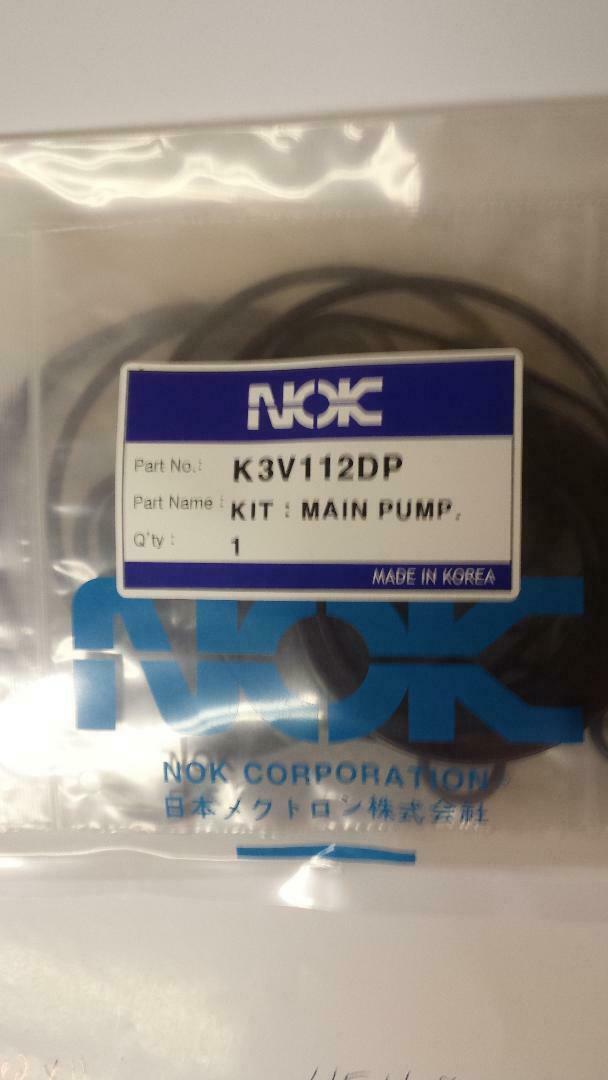 NOK
Part No.: K3V112DP
Part Name : KIT : MAIN PUMP.
Q'ty : 1
MADE IN KOREA
NOK
NOK CORPORATION
日本メクトロン株式会社